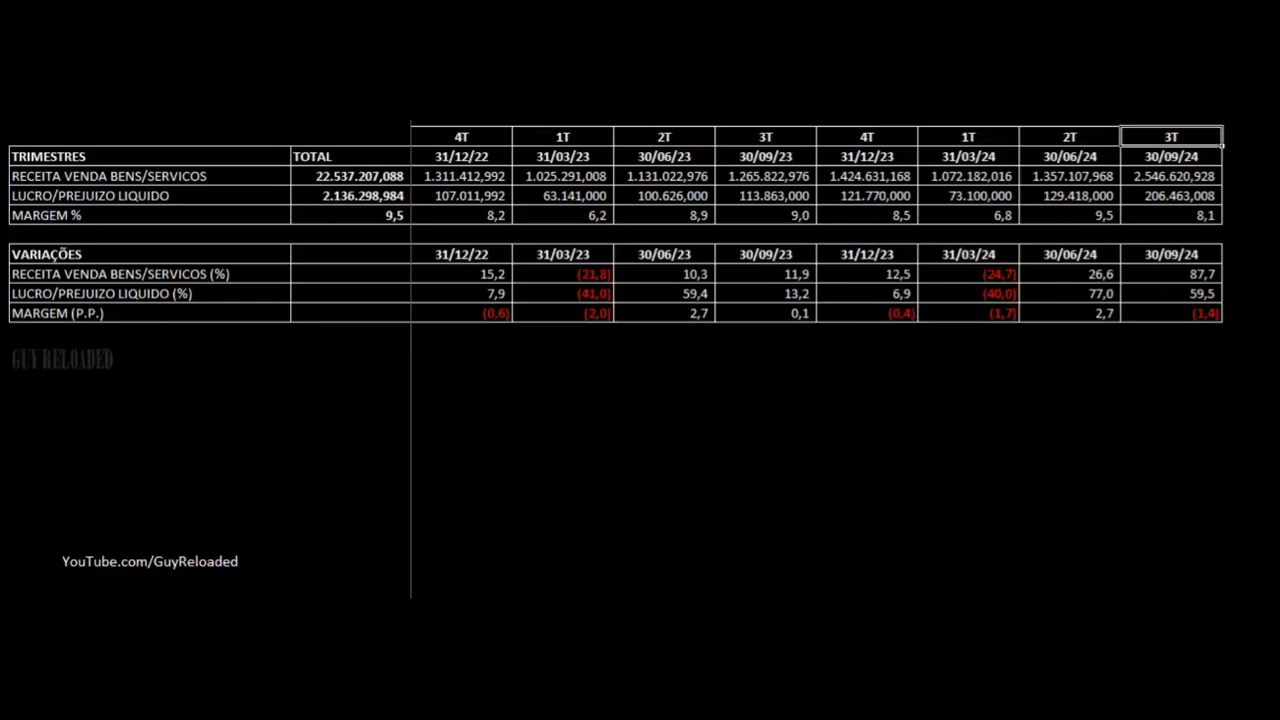 4T 1T 2T 3T 4T 1T 2T 3T
TRIMESTRES TOTAL 31/12/22 31/03/23 30/06/23 30/09/23 31/12/23 31/03/24 30/06/24 30/09/24
RECEITA VENDA BENS/SERVICOS 22.537.207,088 1.311.412,992 1.025.291,008 1.131.022,976 1.265.822,976 1.424.631,168 1.072.182,016 1.357.107,968 2.546.620,928
LUCRO/PREJUIZO LIQUIDO 2.136.298,984 107.011,992 63.141,000 100.626,000 113.863,000 121.770,000 73.100,000 129.418,000 206.463,008
MARGEM % 9,5 8,2 6,2 8,9 9,0 8,5 6,8 9,5 8,1
VARIAÇÕES 31/12/22 31/03/23 30/06/23 30/09/23 31/12/23 31/03/24 30/06/24 30/09/24
RECEITA VENDA BENS/SERVICOS (%) 15,2 (21,8) 10,3 11,9 12,5 (24,7) 26,6 87,7
LUCRO/PREJUIZO LIQUIDO (%) 7,9 (41,0) 59,4 13,2 6,9 (40,0) 77,0 59,5
MARGEM (P.P.) (0,6) (2,0) 2,7 0,1 (0,4) (1,7) 2,7 (1,4)
GUY RELOADED
YouTube.com/GuyReloaded